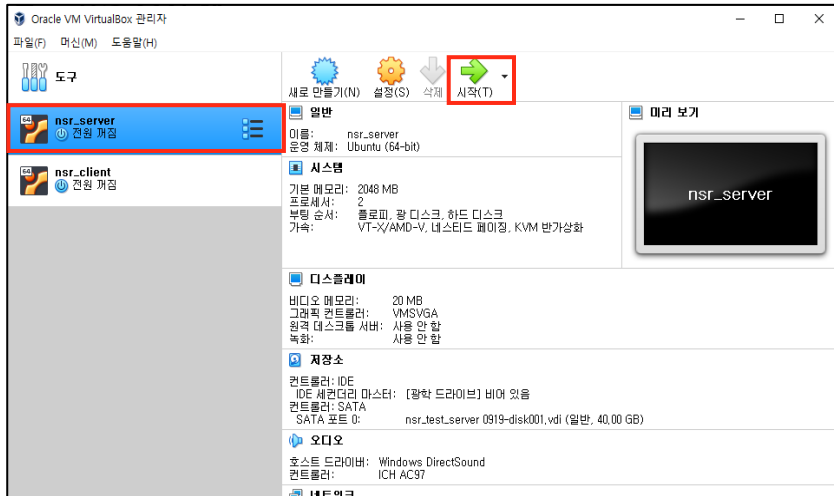 Oracle VM VirtualBox 관리자
파일(F) 머신(M) 도움말(H)
도구
새로 만들기(N) 설정(S) 삭제 시작(T)
64
nsr_server
전원 꺼짐
64
nsr_client
전원 꺼짐
일반
이름: nsr_server
운영 체제: Ubuntu (64-bit)
미리 보기
nsr_server
시스템
기본 메모리: 2048 MB
프로세서: 2
부팅 순서: 플로피, 광 디스크, 하드 디스크
가속: VT-X/AMD-V, 네스티드 페이징, KVM 반가상화
디스플레이
비디오 메모리: 20 MB
그래픽 컨트롤러: VMSVGA
원격 데스크톱 서버: 사용 안 함
녹화: 사용 안 함
저장소
컨트롤러: IDE
IDE 세컨더리 마스터: [광학 드라이브] 비어 있음
컨트롤러: SATA
SATA 포트 0: nsr_test_server 0919-disk001.vdi (일반, 40.00 GB)
오디오
호스트 드라이버: Windows DirectSound
컨트롤러: ICH AC97
네트워크